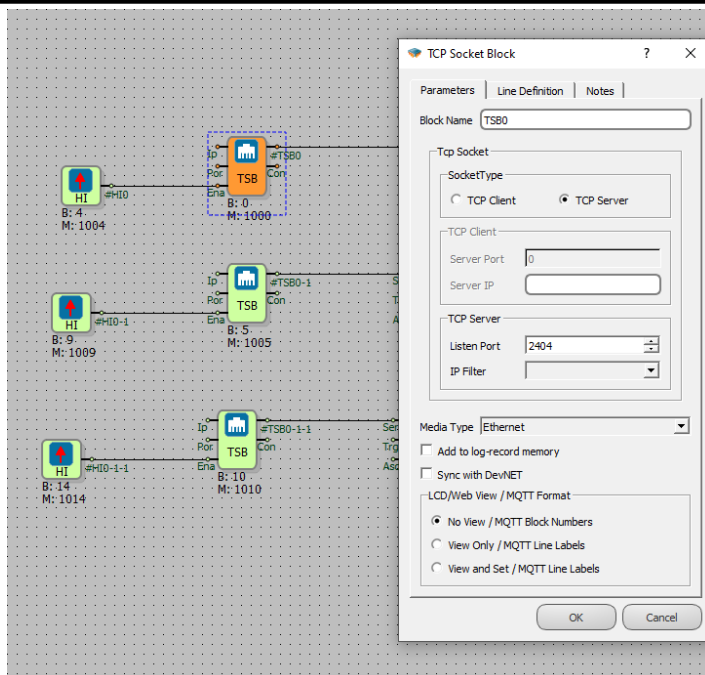 TCP Socket Block ? X
Parameters Line Definition Notes
Block Name TSB0
Tcp Socket
SocketType
TCP Client TCP Server
TCP Client
Server Port 0
Server IP
TCP Server
Listen Port 2404
IP Filter
Media Type Ethernet
Add to log-record memory
Sync with DevNET
LCD/Web View / MQTT Format
No View / MQTT Block Numbers
View Only / MQTT Line Labels
View and Set / MQTT Line Labels
OK Cancel
HI #HI0
B: 4
M: 1004
Ip #TSB0
Por Con
TSB
Ena
B: 0
M: 1000
HI #HI0-1
B: 9
M: 1009
Ip #TSB0-1
Por Con
TSB
Ena
B: 5
M: 1005
S
T
A
HI #HI0-1-1
B: 14
M: 1014
Ip #TSB0-1-1
Por Con
TSB
Ena
B: 10
M: 1010
Ser
Trg
Asc